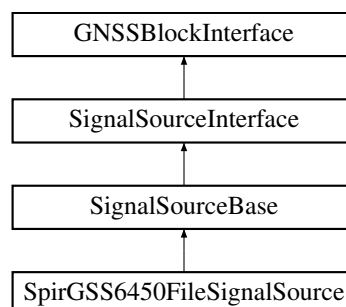 GNSSBlockInterface
SignalSourceInterface
SignalSourceBase
SpirGSS6450FileSignalSource